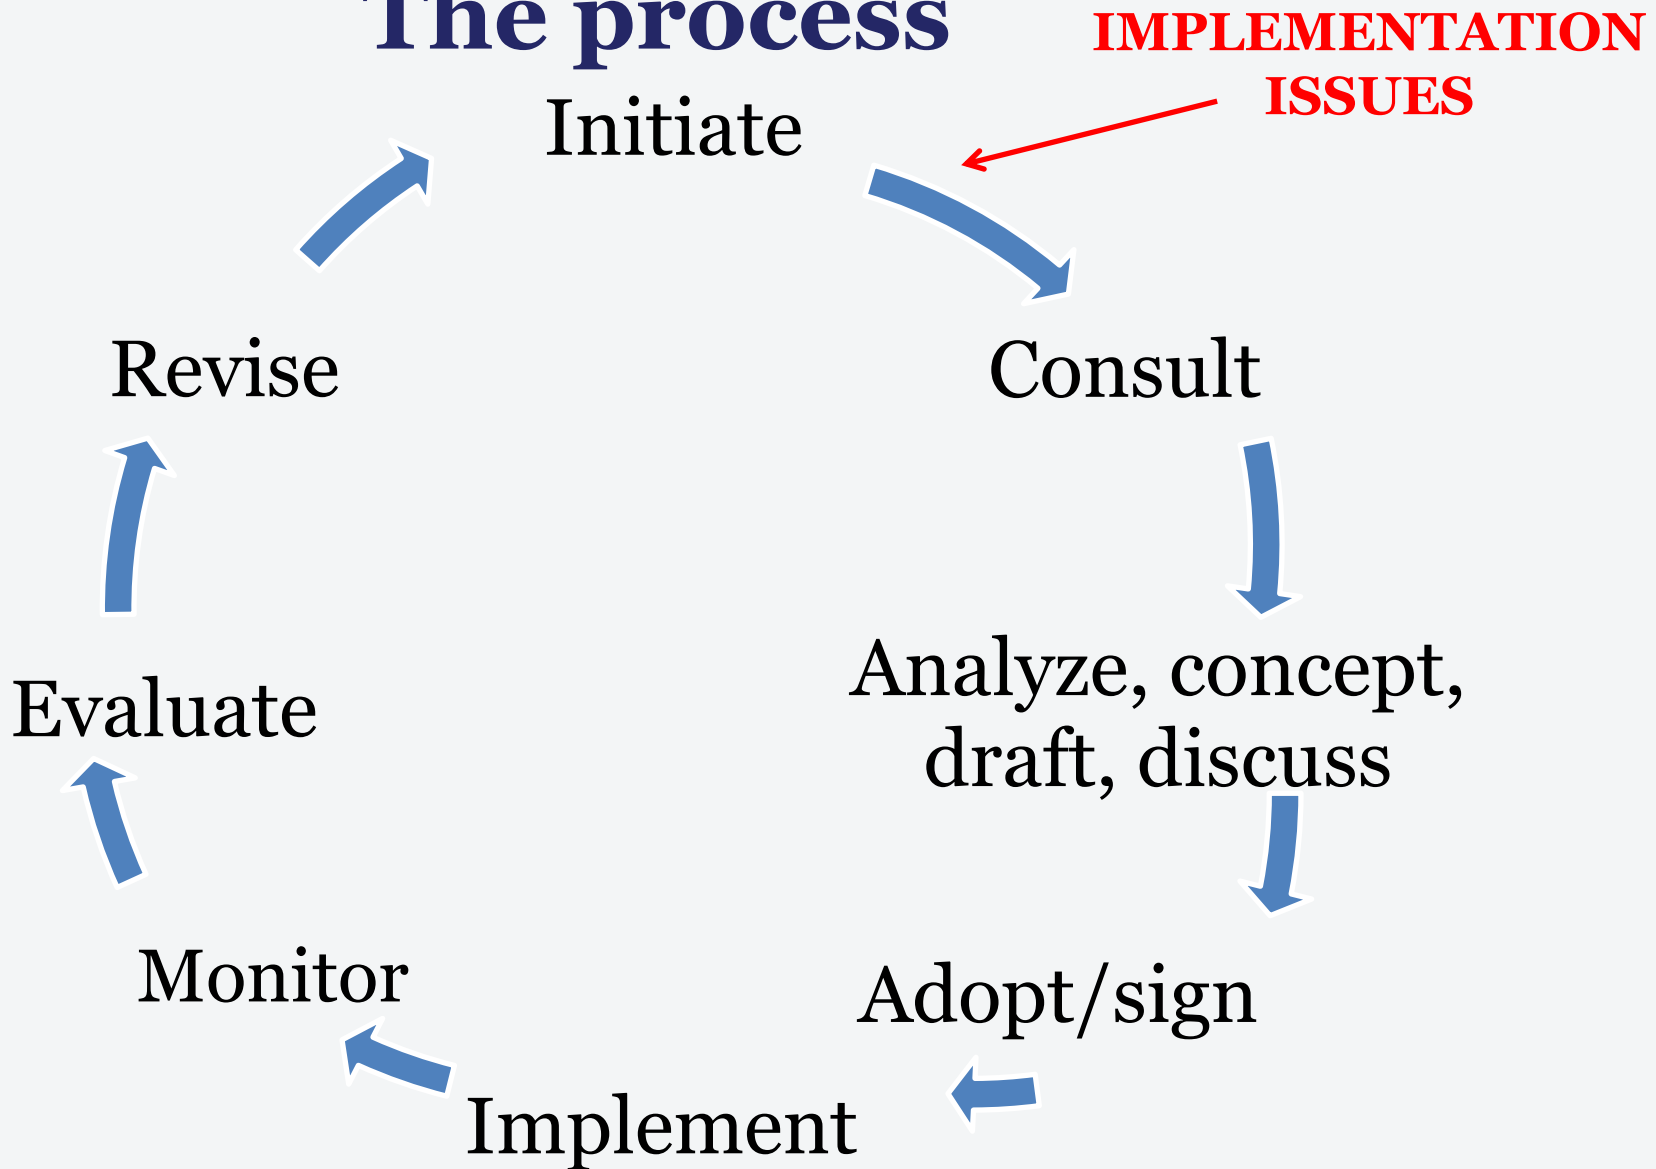 The process
IMPLEMENTATION
ISSUES
Initiate
Consult
Analyze, concept,
draft, discuss
Adopt/sign
Implement
Monitor
Evaluate
Revise